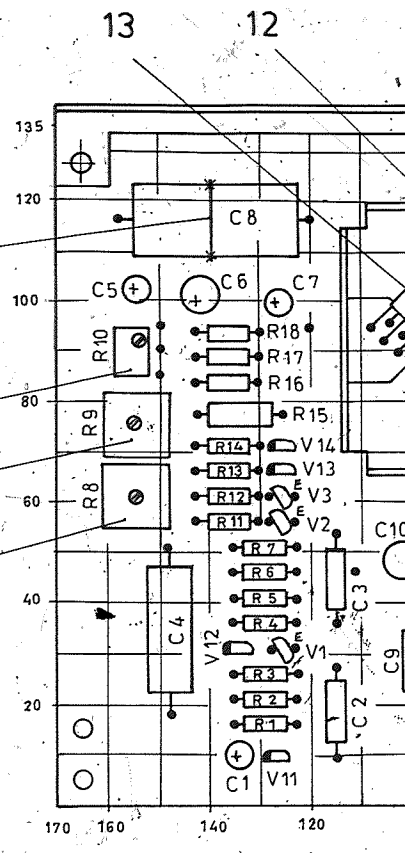 13 12
135
120
C8
C5 C6 C7
100
R18
R10
R17
R16
80
R9
R15
R14 V14
R13 V13
R8
R12 E V3
60
R11 E V2
C10
R7
R6
R5 C3
40
C4
R4
V12 E V1
C9
R3
R2 C2
20
R1
C1 V11
170 160 140 120